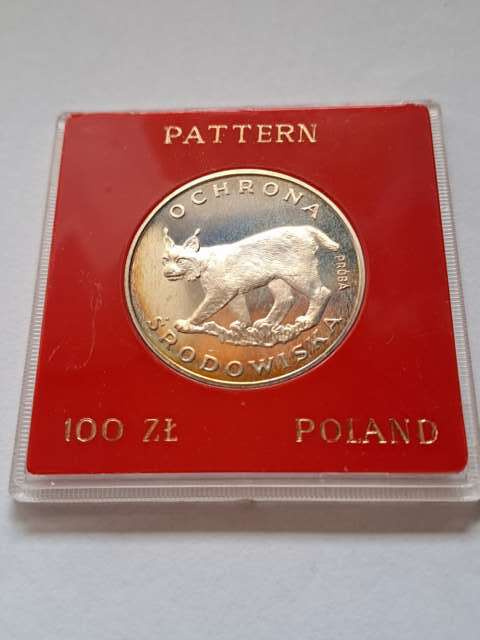 PATTERN
OCHRONA
PRÓBA
ŚRODOWISKA
100 ZŁ POLAND